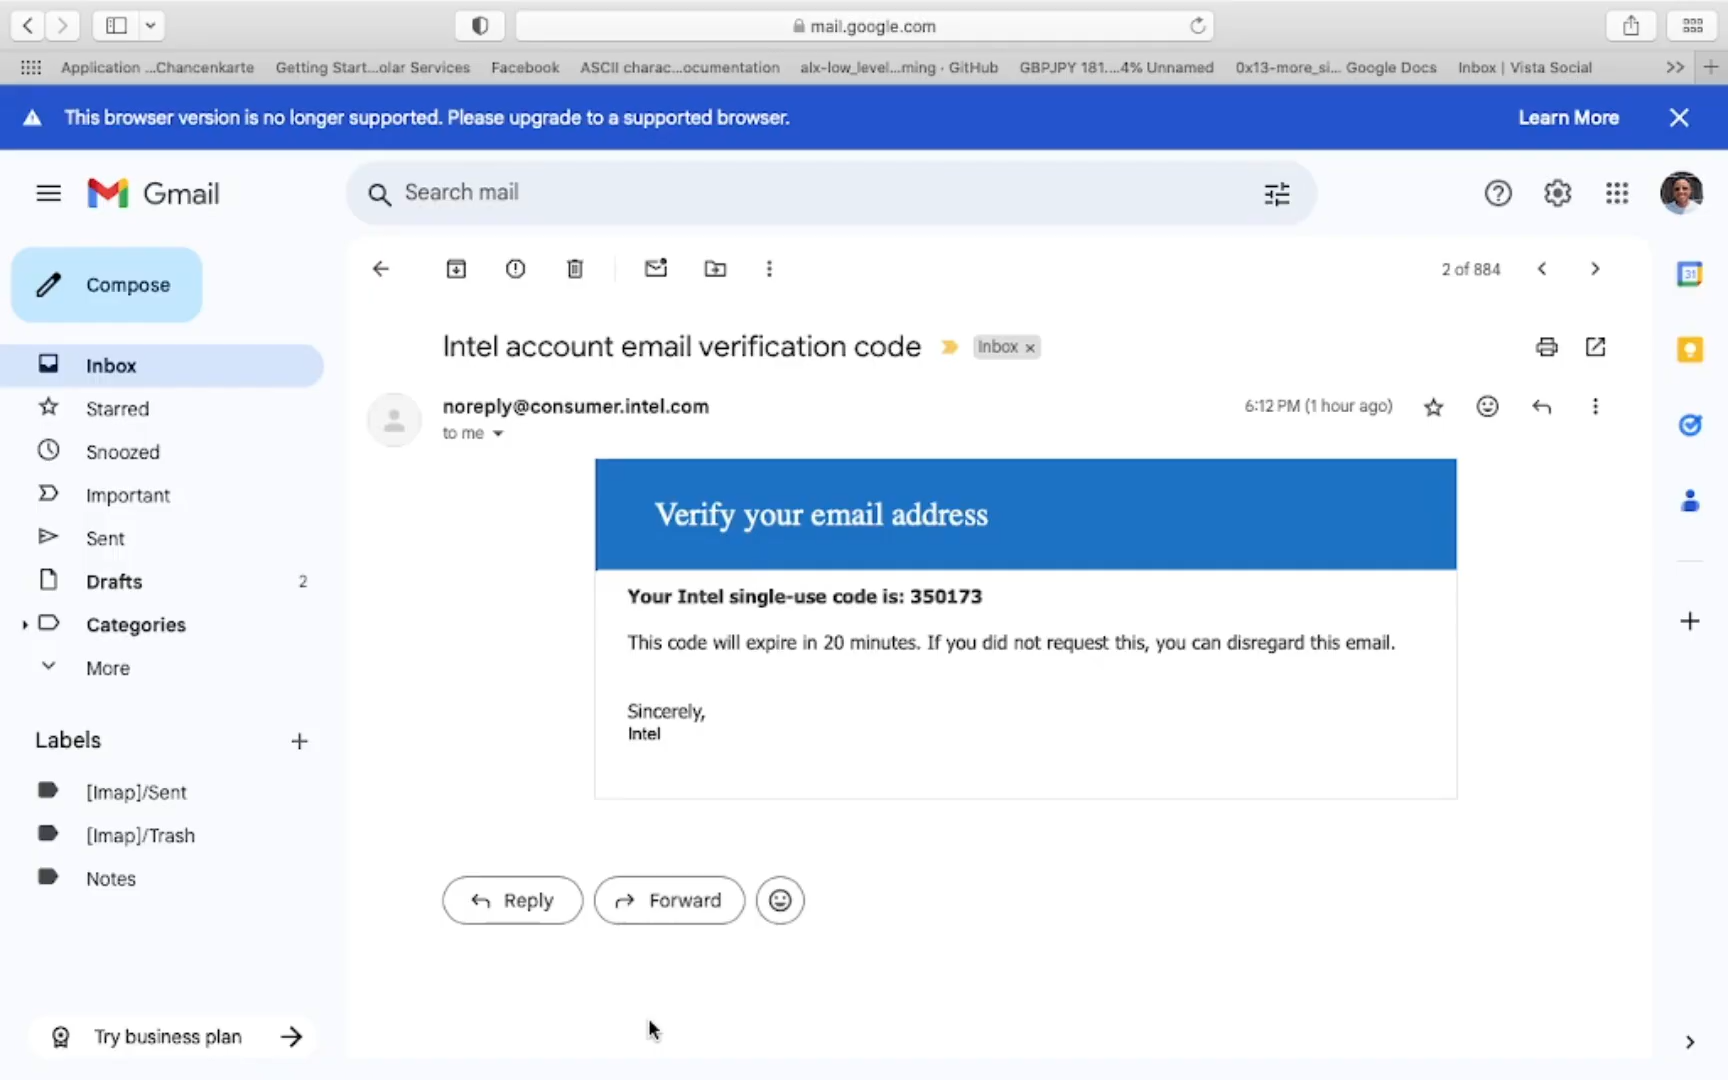 mail.google.com
Application ...Chancenkarte
Getting Start...olar Services
Facebook
ASCII charac...ocumentation
alx-low_level...ming · GitHub
GBPJPY 181....4% Unnamed
0x13-more_si... Google Docs
Inbox | Vista Social
>>
This browser version is no longer supported. Please upgrade to a supported browser.
Learn More
Gmail
Search mail
Compose
2 of 884
31
Inbox
Starred
Snoozed
Important
Sent
Drafts 2
Categories
More
Labels
[Imap]/Sent
[Imap]/Trash
Notes
Try business plan
Intel account email verification code
Inbox ×
noreply@consumer.intel.com
6:12 PM (1 hour ago)
to me
Verify your email address
Your Intel single-use code is: 350173
This code will expire in 20 minutes. If you did not request this, you can disregard this email.
Sincerely,
Intel
Reply
Forward